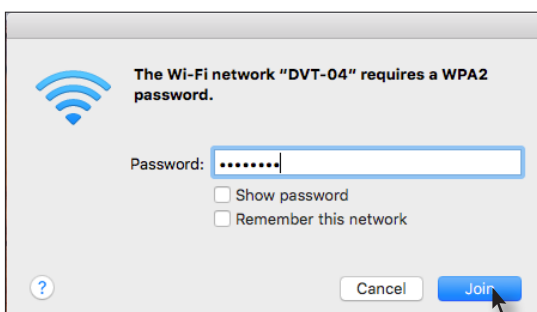 The Wi-Fi network “DVT-04” requires a WPA2
password.
Password: ••••••••
Show password
Remember this network
? Cancel Join